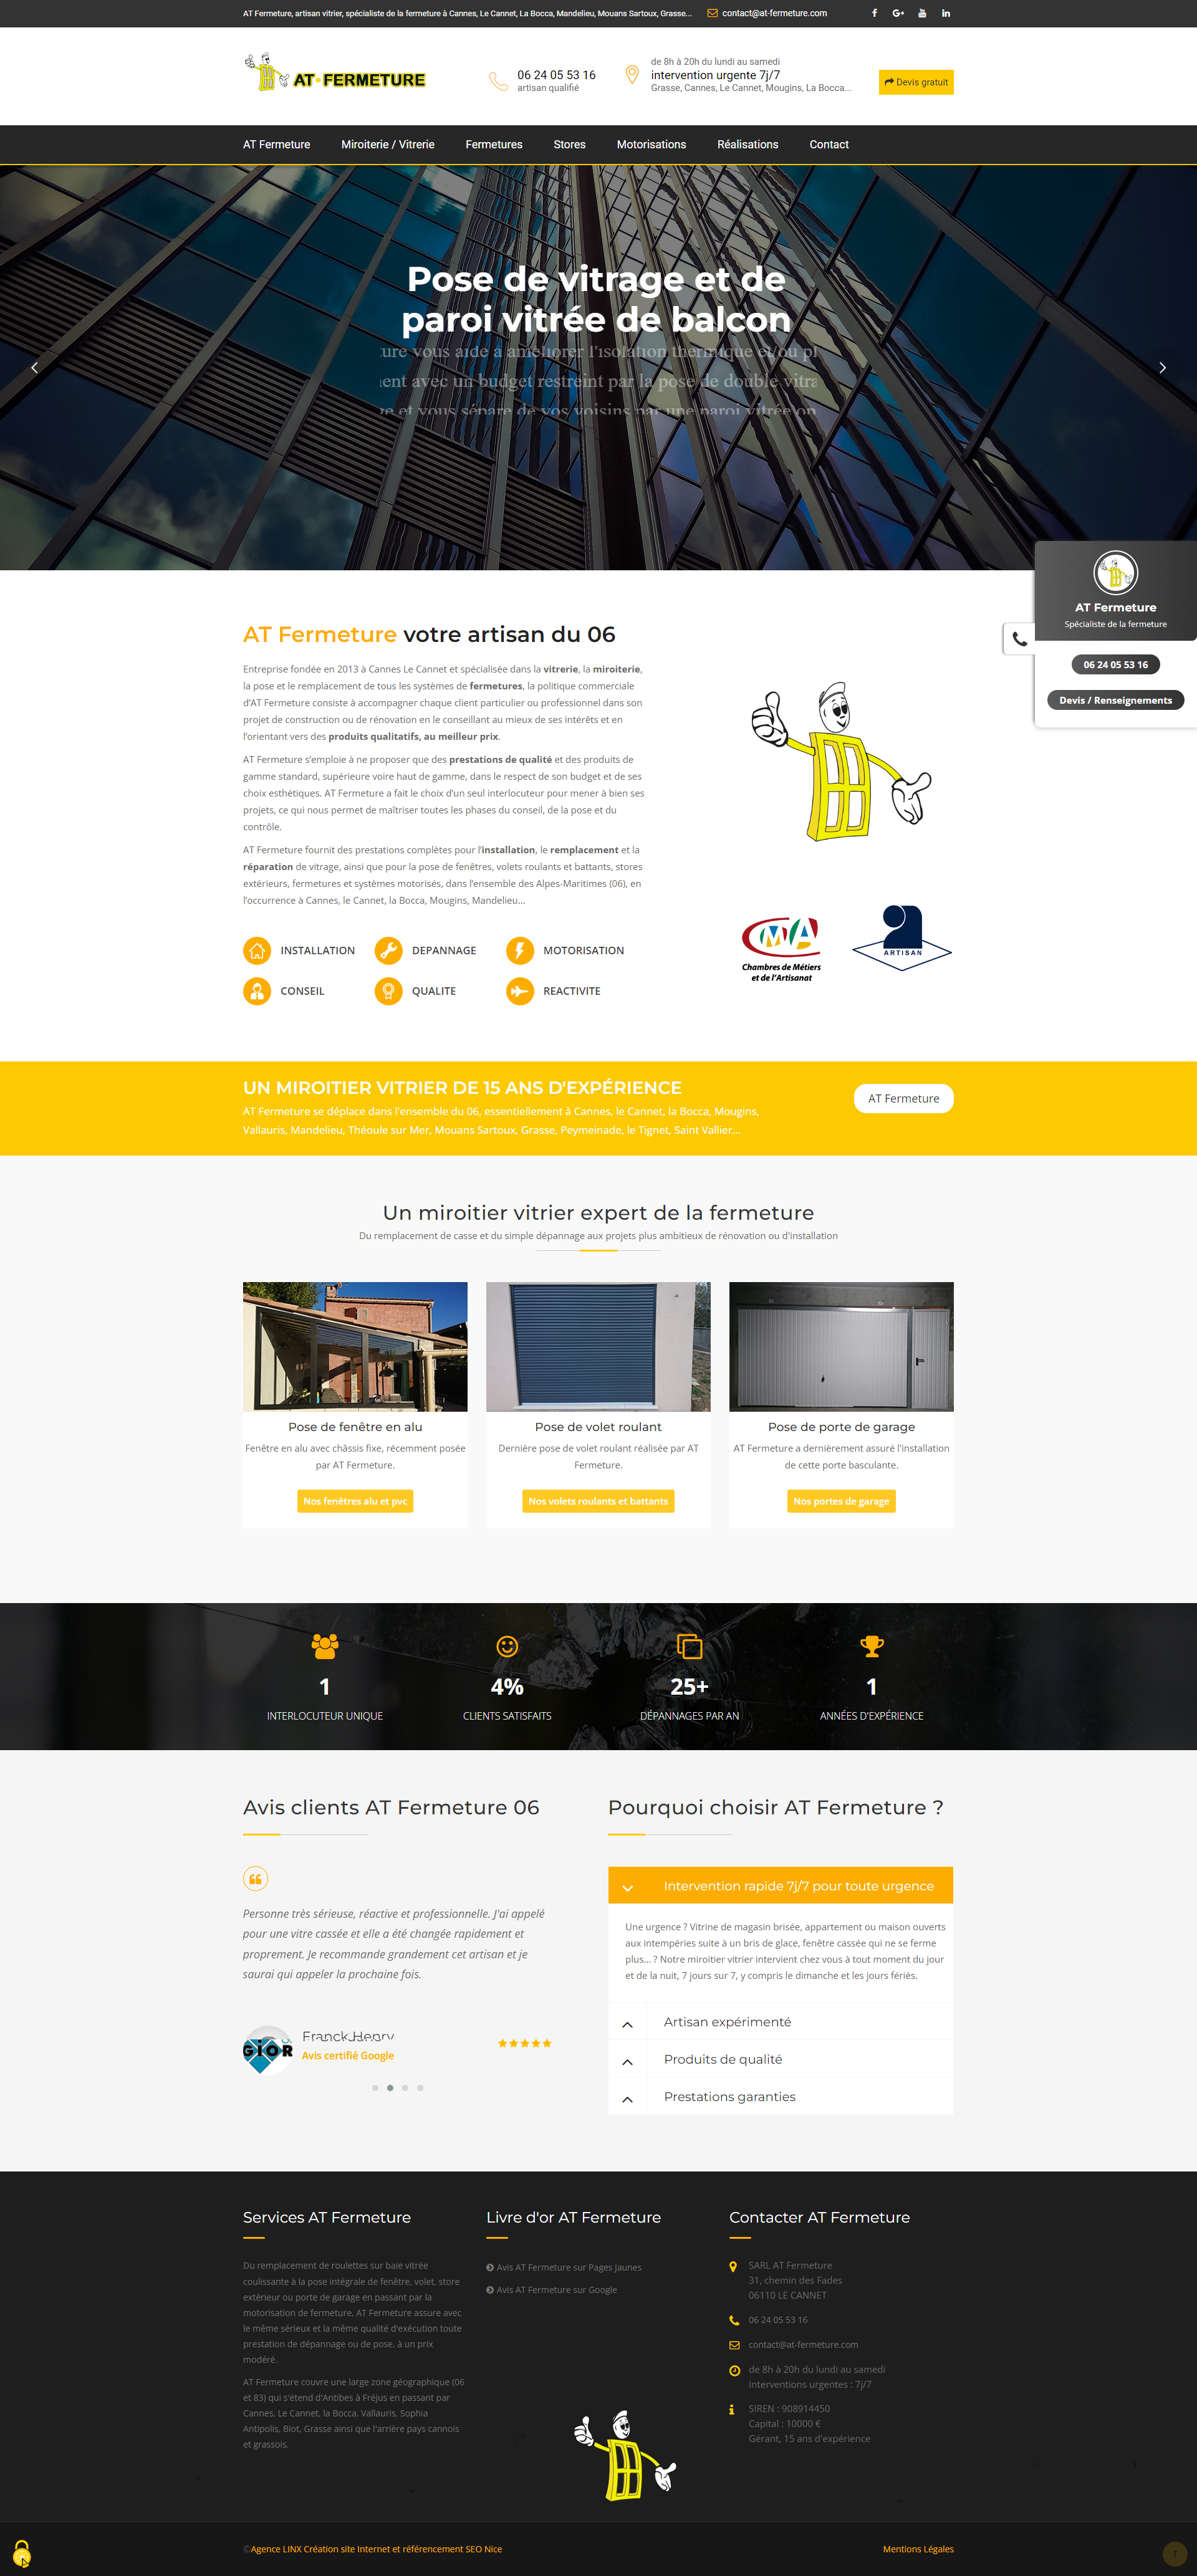 AT Fermeture, artisan vitrier, spécialiste de la fermeture à Cannes, Le Cannet, La Bocca, Mandelieu, Mouans Sartoux, Grasse...
contact@at-fermeture.com
AT-FERMETURE
06 24 05 53 16
artisan qualifié
de 8h à 20h du lundi au samedi
intervention urgente 7j/7
Grasse, Cannes, Le Cannet, Mougins, La Bocca...
Devis gratuit
AT Fermeture
Miroiterie / Vitrerie
Fermetures
Stores
Motorisations
Réalisations
Contact
Pose de vitrage et de
paroi vitrée de balcon
ure vous aide à améliorer l'isolation thermique et/ou
ent avec un budget restreint par la pose de double
et vous sépare de vos voisins par une paroi vitrée
AT Fermeture
Spécialiste de la fermeture
06 24 05 53 16
Devis / Renseignements
AT Fermeture votre artisan du 06
Entreprise fondée en 2013 à Cannes Le Cannet et spécialisée dans la vitrerie, la miroiterie,
la pose et le remplacement de tous les systèmes de fermetures, la politique commerciale
d'AT Fermeture consiste à accompagner chaque client particulier ou professionnel dans son
projet de construction ou de rénovation en le conseillant au mieux de ses intérêts et en
l'orientant vers des produits qualitatifs, au meilleur prix.
AT Fermeture s'emploie à ne proposer que des prestations de qualité et des produits de
gamme standard, supérieure voire haut de gamme, dans le respect de son budget et de ses
choix esthétiques. AT Fermeture a fait le choix d'un seul interlocuteur pour mener à bien ses
projets, ce qui nous permet de maîtriser toutes les phases du conseil, de la pose et du
contrôle.
AT Fermeture fournit des prestations complètes pour l'installation, le remplacement et la
réparation de vitrage, ainsi que pour la pose de fenêtres, volets roulants et battants, stores
extérieurs, fermetures et systèmes motorisés, dans l'ensemble des Alpes-Maritimes (06), en
l'occurrence à Cannes, le Cannet, la Bocca, Mougins, Mandelieu...
INSTALLATION
DEPANNAGE
MOTORISATION
CONSEIL
QUALITE
REACTIVITE
CMA
Chambres de Métiers
et de l'Artisanat
ARTISAN
UN MIROITIER VITRIER DE 15 ANS D'EXPÉRIENCE
AT Fermeture se déplace dans l'ensemble du 06, essentiellement à Cannes, le Cannet, la Bocca, Mougins,
Vallauris, Mandelieu, Théoule sur Mer, Mouans Sartoux, Grasse, Peymeinade, le Tignet, Saint Vallier...
AT Fermeture
Un miroitier vitrier expert de la fermeture
Du remplacement de casse et du simple dépannage aux projets plus ambitieux de rénovation ou d'installation
Pose de fenêtre en alu
Fenêtre en alu avec châssis fixe, récemment posée
par AT Fermeture.
Nos fenêtres alu et pvc
Pose de volet roulant
Dernière pose de volet roulant réalisée par AT
Fermeture.
Nos volets roulants et battants
Pose de porte de garage
AT Fermeture a dernièrement assuré l'installation
de cette porte basculante.
Nos portes de garage
1
INTERLOCUTEUR UNIQUE
4%
CLIENTS SATISFAITS
25+
DÉPANNAGES PAR AN
1
ANNÉES D'EXPÉRIENCE
Avis clients AT Fermeture 06
Personne très sérieuse, réactive et professionnelle. J'ai appelé
pour une vitre cassée et elle a été changée rapidement et
proprement. Je recommande grandement cet artisan et je
saurai qui appeler la prochaine fois.
GIOR
Franck Henry
Avis certifié Google
Pourquoi choisir AT Fermeture ?
Intervention rapide 7j/7 pour toute urgence
Une urgence ? Vitrine de magasin brisée, appartement ou maison ouverts
aux intempéries suite à un bris de glace, fenêtre cassée qui ne se ferme
plus... ? Notre miroitier vitrier intervient chez vous à tout moment du jour
et de la nuit, 7 jours sur 7, y compris le dimanche et les jours fériés.
Artisan expérimenté
Produits de qualité
Prestations garanties
Services AT Fermeture
Du remplacement de roulettes sur baie vitrée
coulissante à la pose intégrale de fenêtre, volet, store
extérieur ou porte de garage en passant par la
motorisation de fermeture, AT Fermeture assure avec
le même sérieux et la même qualité d'exécution toute
prestation de dépannage ou de pose, à un prix
modéré.
AT Fermeture couvre une large zone géographique (06
et 83) qui s'étend d'Antibes à Fréjus en passant par
Cannes, Le Cannet, la Bocca, Vallauris, Sophia
Antipolis, Biot, Grasse ainsi que l'arrière pays cannois
et grassois.
Livre d'or AT Fermeture
Avis AT Fermeture sur Pages Jaunes
Avis AT Fermeture sur Google
Contacter AT Fermeture
SARL AT Fermeture
31, chemin des Fades
06110 LE CANNET
06 24 05 53 16
contact@at-fermeture.com
de 8h à 20h du lundi au samedi
Interventions urgentes : 7j/7
SIREN : 908914450
Capital : 10000 €
Gérant, 15 ans d'expérience
©Agence LINX Création site Internet et référencement SEO Nice
Mentions Légales